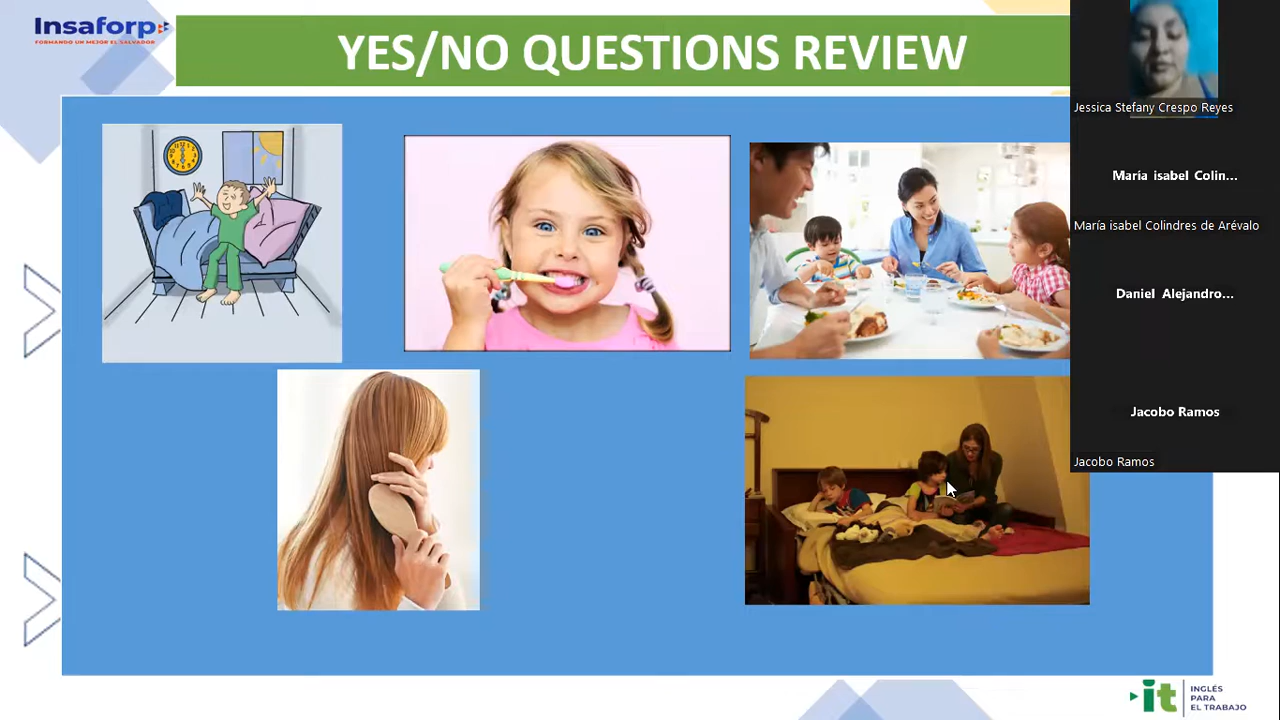 Insaforp
FORMANDO UN MEJOR EL SALVADOR
YES/NO QUESTIONS REVIEW
Jessica Stefany Crespo Reyes
María isabel Colin...
María isabel Colindres de Arévalo
Daniel Alejandro...
Jacobo Ramos
Jacobo Ramos
it
INGLÉS
PARA
EL TRABAJO